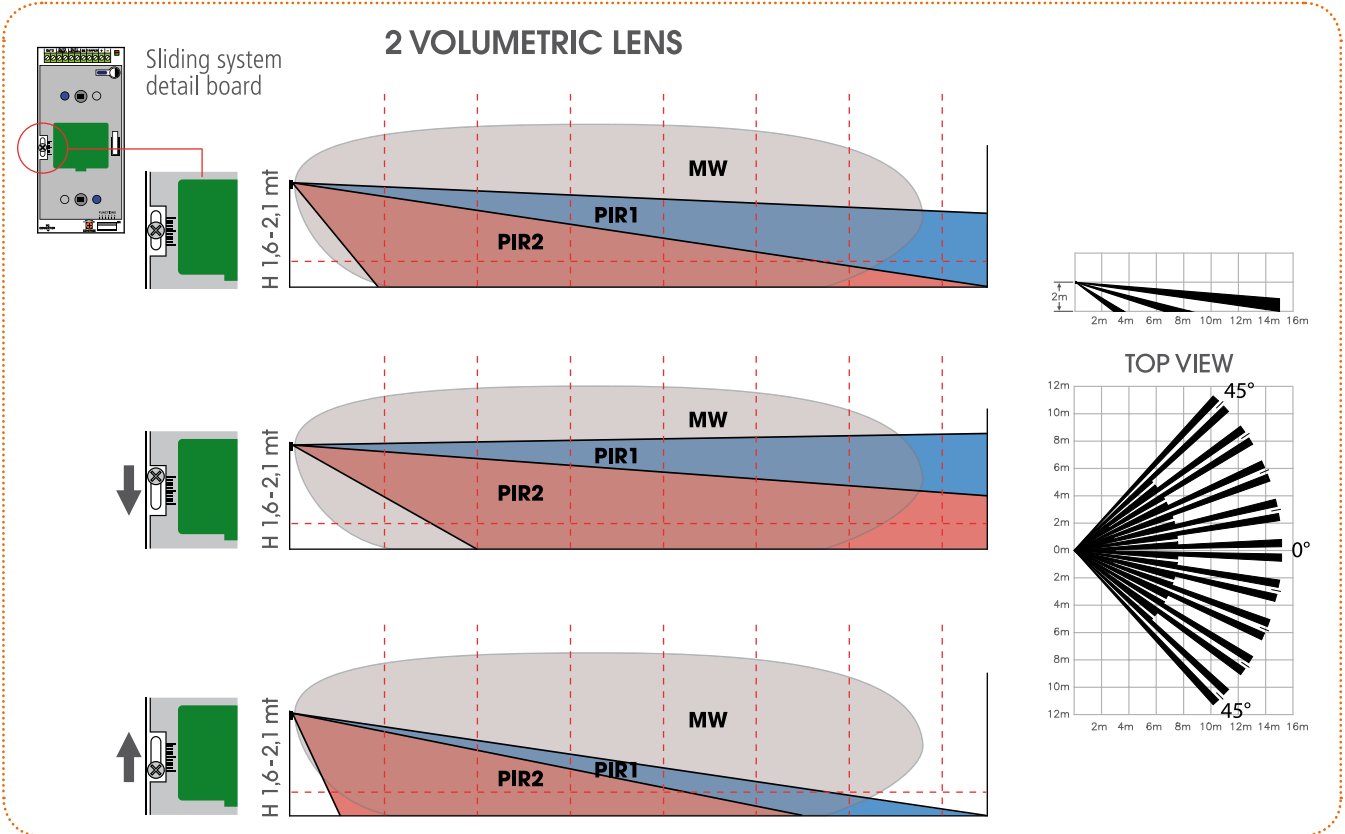 2 VOLUMETRIC LENS
Sliding system
detail board
H 1,6-2,1 mt
MW
PIR1
PIR2
H 1,6-2,1 mt
MW
PIR1
PIR2
H 1,6-2,1 mt
MW
PIR1
PIR2
2m
2m 4m 6m 8m 10m 12m 14m 16m
TOP VIEW
12m
10m
8m
6m
4m
2m
0m
2m
4m
6m
8m
10m
12m
45°
0°
45°
2m 4m 6m 8m 10m 12m 14m 16m